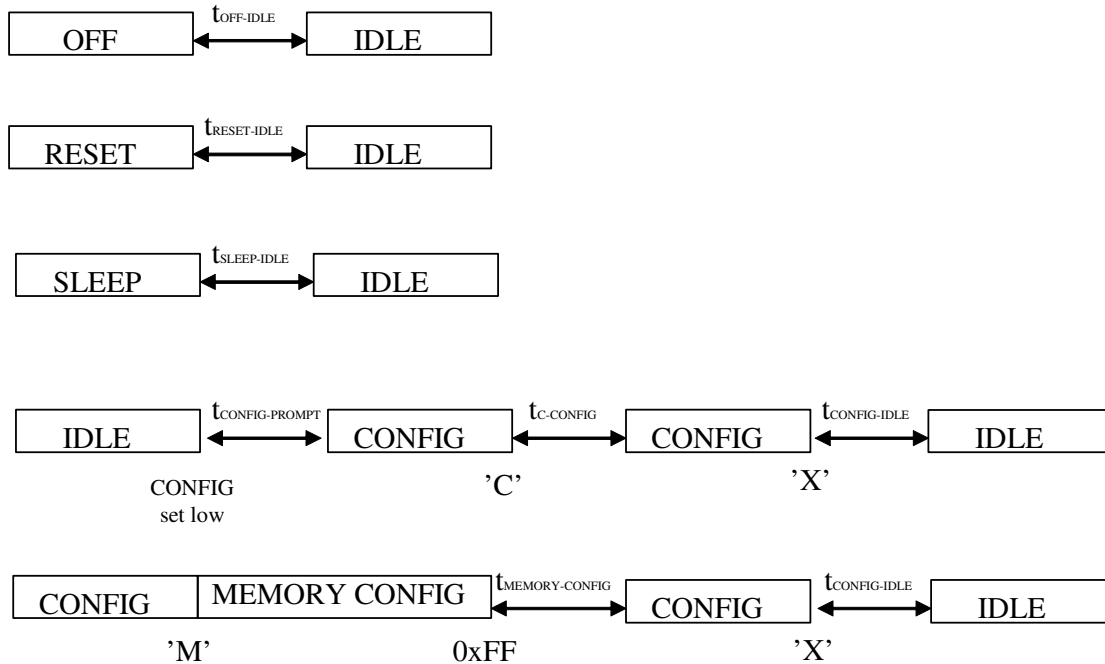 tOFF-IDLE
OFF IDLE
tRESET-IDLE
RESET IDLE
tSLEEP-IDLE
SLEEP IDLE
tCONFIG-PROMPT tC-CONFIG tCONFIG-IDLE
IDLE CONFIG CONFIG IDLE
CONFIG
set low
’C’ ’X’
tMEMORY-CONFIG tCONFIG-IDLE
CONFIG MEMORY CONFIG CONFIG IDLE
’M’ 0xFF ’X’